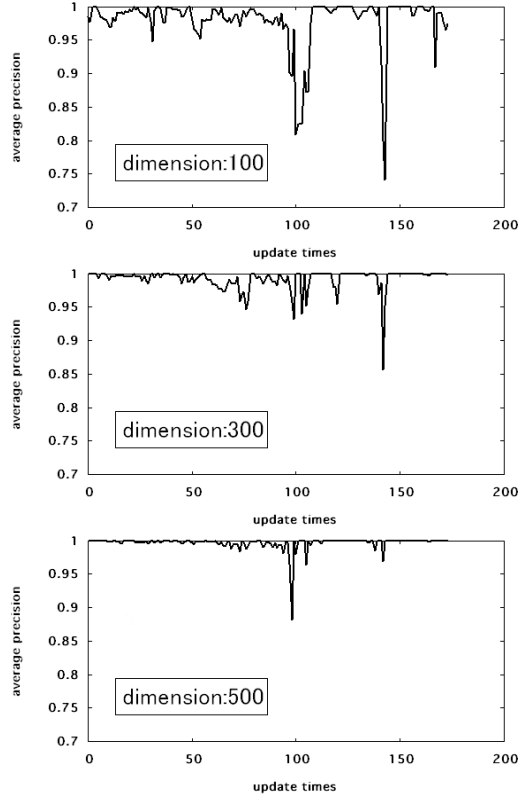 1
0.95
0.9
0.85
0.8
0.75
0.7
average precision
dimension:100
0 50 100 150 200
update times
1
0.95
0.9
0.85
0.8
0.75
0.7
average precision
dimension:300
0 50 100 150 200
update times
1
0.95
0.9
0.85
0.8
0.75
0.7
average precision
dimension:500
0 50 100 150 200
update times